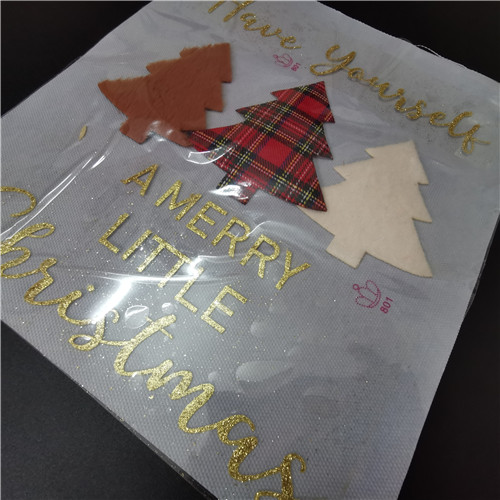 Have Yourself
A MERRY
LITTLE
Christmas
801